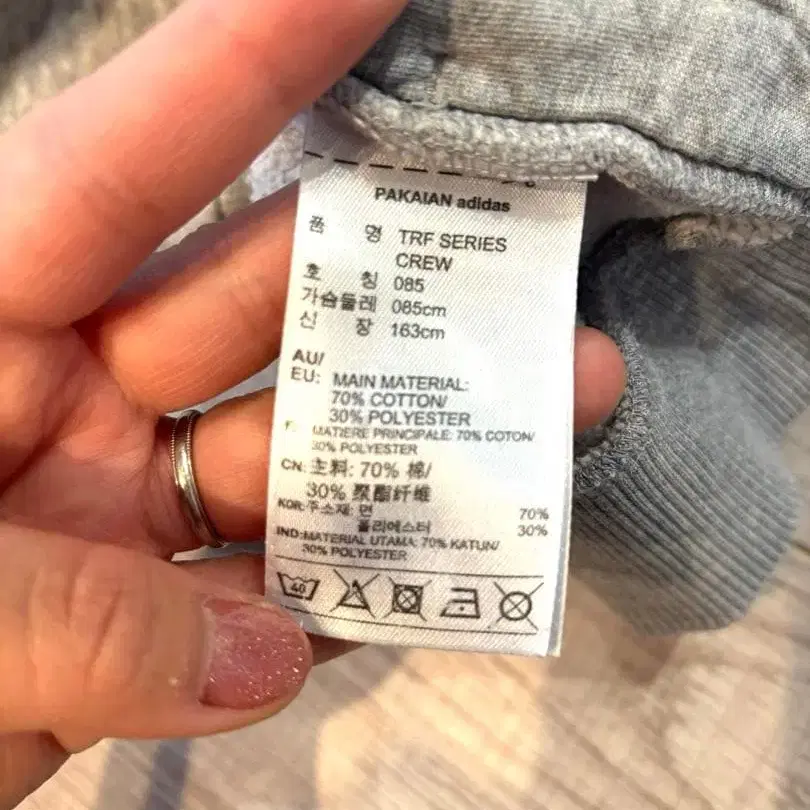 PAKAIAN adidas
품 명 TRF SERIES
CREW
호 칭 085
가슴둘레 085cm
신 장 163cm
AU/
EU: MAIN MATERIAL:
70% COTTON/
30% POLYESTER
F: MATIERE PRINCIPALE: 70% COTON/
30% POLYESTER
CN: 主料: 70% 棉/
30% 聚酯纤维
KOR: 주소재: 면 70%
폴리에스터 30%
IND: MATERIAL UTAMA: 70% KATUN/
30% POLYESTER
40